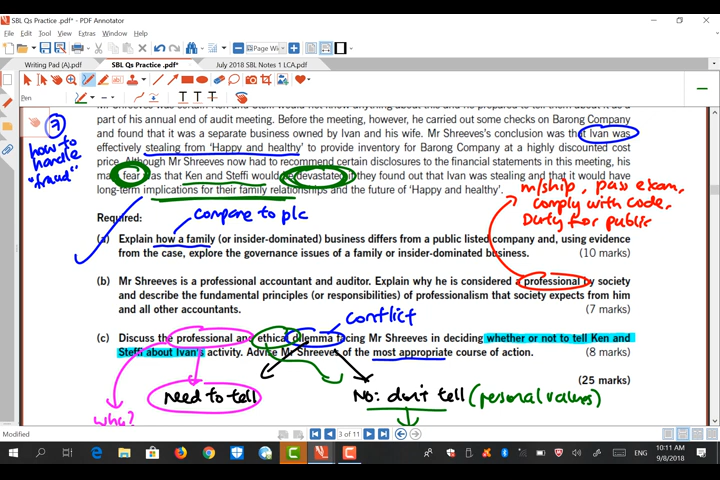 SBL Qs Practice .pdf* - PDF Annotator
File Edit Tool View Extras Window Help
Page Wi
Writing Pad (A).pdf SBL Qs Practice .pdf* July 2018 SBL Notes 1 LCA.pdf
Pen
part of his annual end of audit meeting. Before the meeting, however, he carried out some checks on Barong Company
and found that it was a separate business owned by Ivan and his wife. Mr Shreeves's conclusion was that Ivan was
effectively stealing from 'Happy and healthy' to provide inventory for Barong Company at a highly discounted cost
price. Although Mr Shreeves now had to recommend certain disclosures to the financial statements in this meeting, his
main fear was that Ken and Steffi would be devastated if they found out that Ivan was stealing and that it would have
long-term implications for their family relationships and the future of 'Happy and healthy'.
7
how to
handle
"fraud"
m/ship, pass exam,
comply with code,
Duty for public
Required:
compare to plc
(a) Explain how a family (or insider-dominated) business differs from a public listed company and, using evidence
from the case, explore the governance issues of a family or insider-dominated business. (10 marks)
(b) Mr Shreeves is a professional accountant and auditor. Explain why he is considered a professional by society
and describe the fundamental principles (or responsibilities) of professionalism that society expects from him
and all other accountants. (7 marks)
conflict
(c) Discuss the professional and ethical dilemma facing Mr Shreeves in deciding whether or not to tell Ken and
Steffi about Ivan's activity. Advise Mr Shreeves of the most appropriate course of action. (8 marks)
(25 marks)
need to tell
No: don't tell (personal values)
who?
Modified
3 of 11
ENG
10:11 AM
9/8/2018